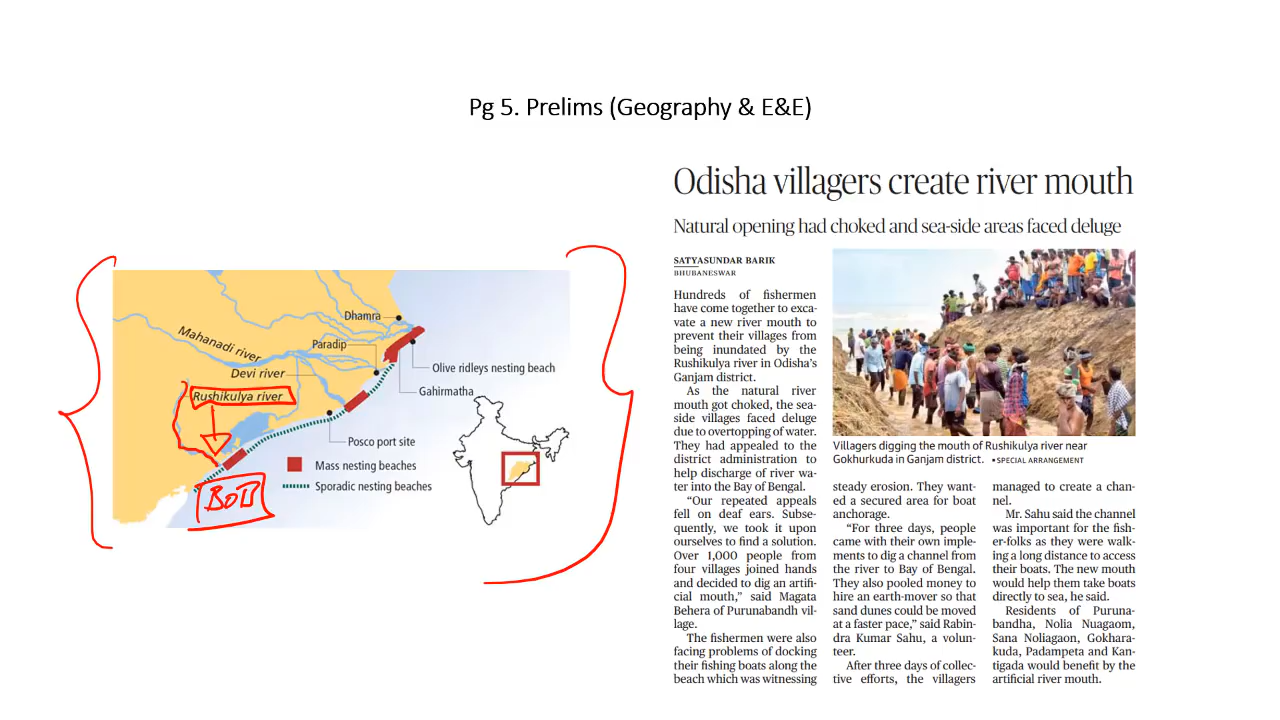 Pg 5. Prelims (Geography & E&E)
Dhamra
Mahanadi river
Paradip
Devi river
Olive ridleys nesting beach
Rushikulya river
Gahirmatha
Posco port site
Mass nesting beaches
Sporadic nesting beaches
BOB
Odisha villagers create river mouth
Natural opening had choked and sea-side areas faced deluge
SATYASUNDAR BARIK
BHUBANESWAR
Hundreds of fishermen
have come together to exca-
vate a new river mouth to
prevent their villages from
being inundated by the
Rushikulya river in Odisha’s
Ganjam district.
As the natural river
mouth got choked, the sea-
side villages faced deluge
due to overtopping of water.
They had appealed to the
district administration to
help discharge of river wa-
ter into the Bay of Bengal.
“Our repeated appeals
fell on deaf ears. Subse-
quently, we took it upon
ourselves to find a solution.
Over 1,000 people from
four villages joined hands
and decided to dig an artifi-
cial mouth,” said Magata
Behera of Purunabandh vil-
lage.
The fishermen were also
facing problems of docking
their fishing boats along the
beach which was witnessing
Villagers digging the mouth of Rushikulya river near
Gokhurkuda in Ganjam district. •SPECIAL ARRANGEMENT
steady erosion. They want-
ed a secured area for boat
anchorage.
“For three days, people
came with their own imple-
ments to dig a channel from
the river to Bay of Bengal.
They also pooled money to
hire an earth-mover so that
sand dunes could be moved
at a faster pace,” said Rabin-
dra Kumar Sahu, a volun-
teer.
After three days of collec-
tive efforts, the villagers
managed to create a chan-
nel.
Mr. Sahu said the channel
was important for the fish-
er-folks as they were walk-
ing a long distance to access
their boats. The new mouth
would help them take boats
directly to sea, he said.
Residents of Puruna-
bandha, Nolia Nuagaom,
Sana Noliagaon, Gokhara-
kuda, Padampeta and Kan-
tigada would benefit by the
artificial river mouth.